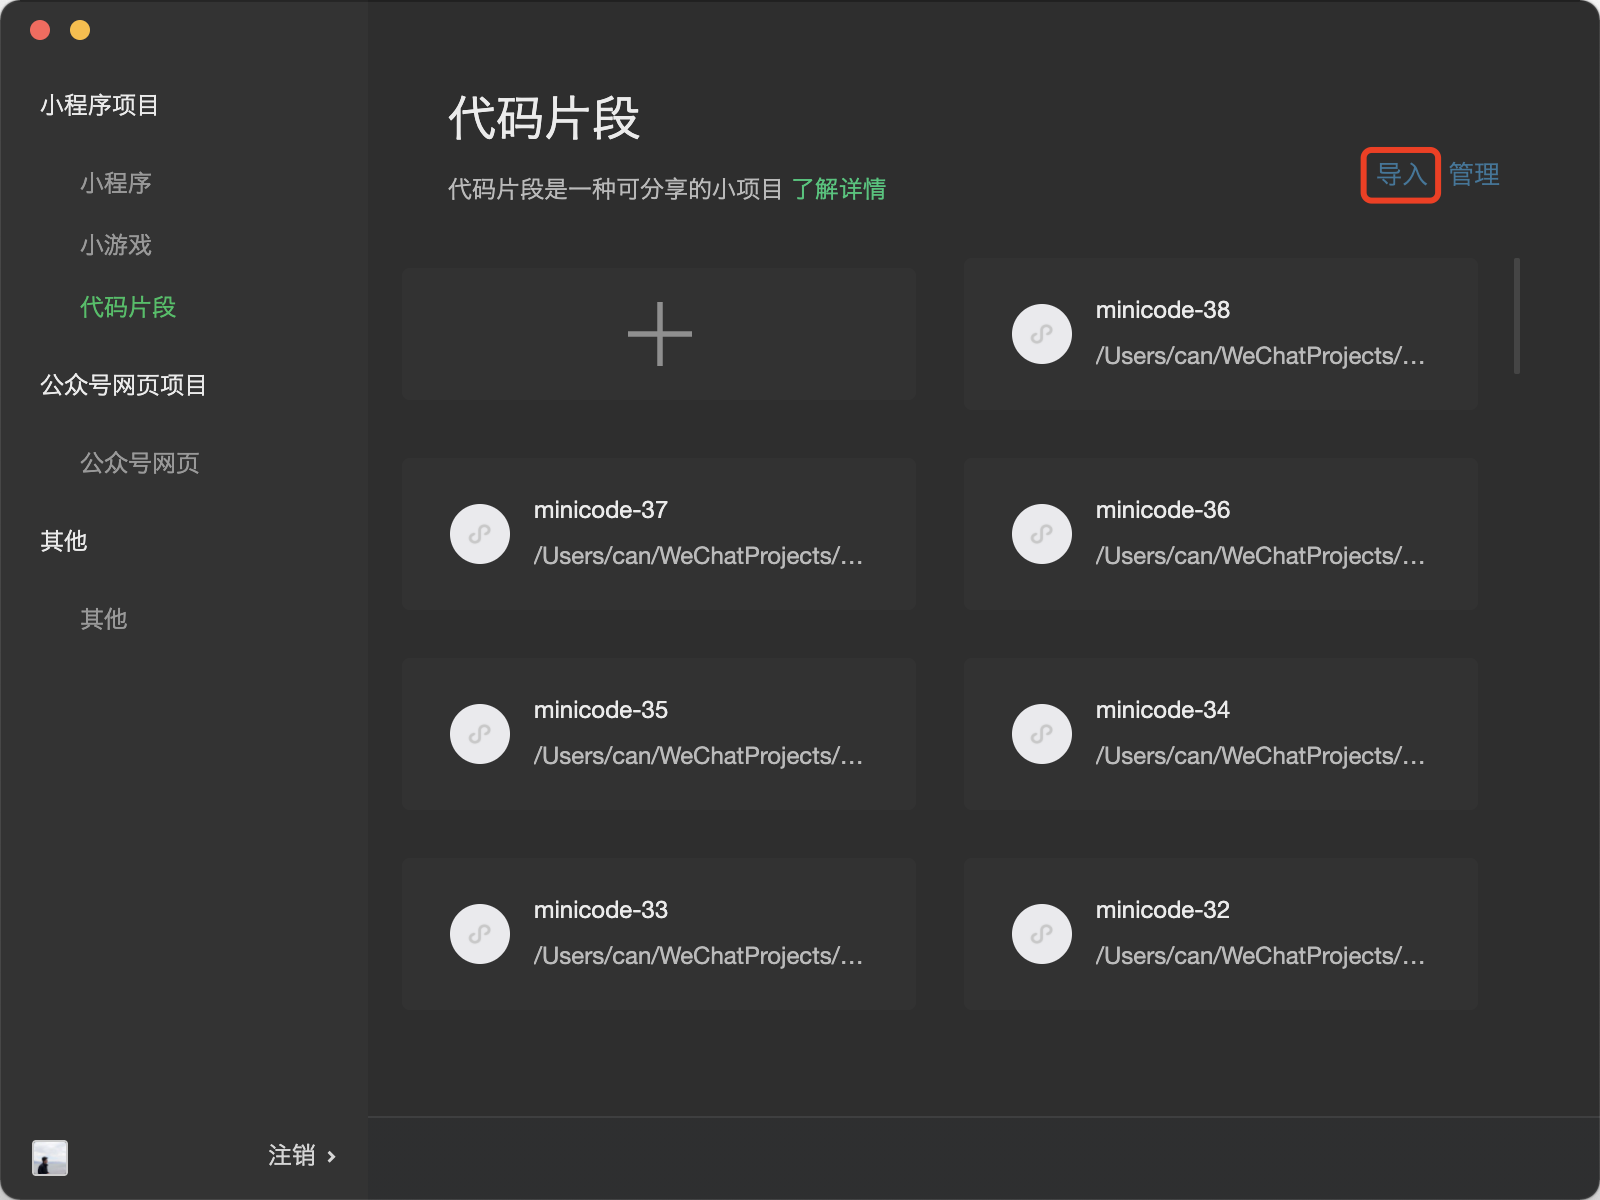 小程序项目
小程序
小游戏
代码片段
公众号网页项目
公众号网页
其他
其他
注销
代码片段
代码片段是一种可分享的小项目 了解详情
导入 管理
minicode-38
/Users/can/WeChatProjects/...
minicode-37
/Users/can/WeChatProjects/...
minicode-36
/Users/can/WeChatProjects/...
minicode-35
/Users/can/WeChatProjects/...
minicode-34
/Users/can/WeChatProjects/...
minicode-33
/Users/can/WeChatProjects/...
minicode-32
/Users/can/WeChatProjects/...